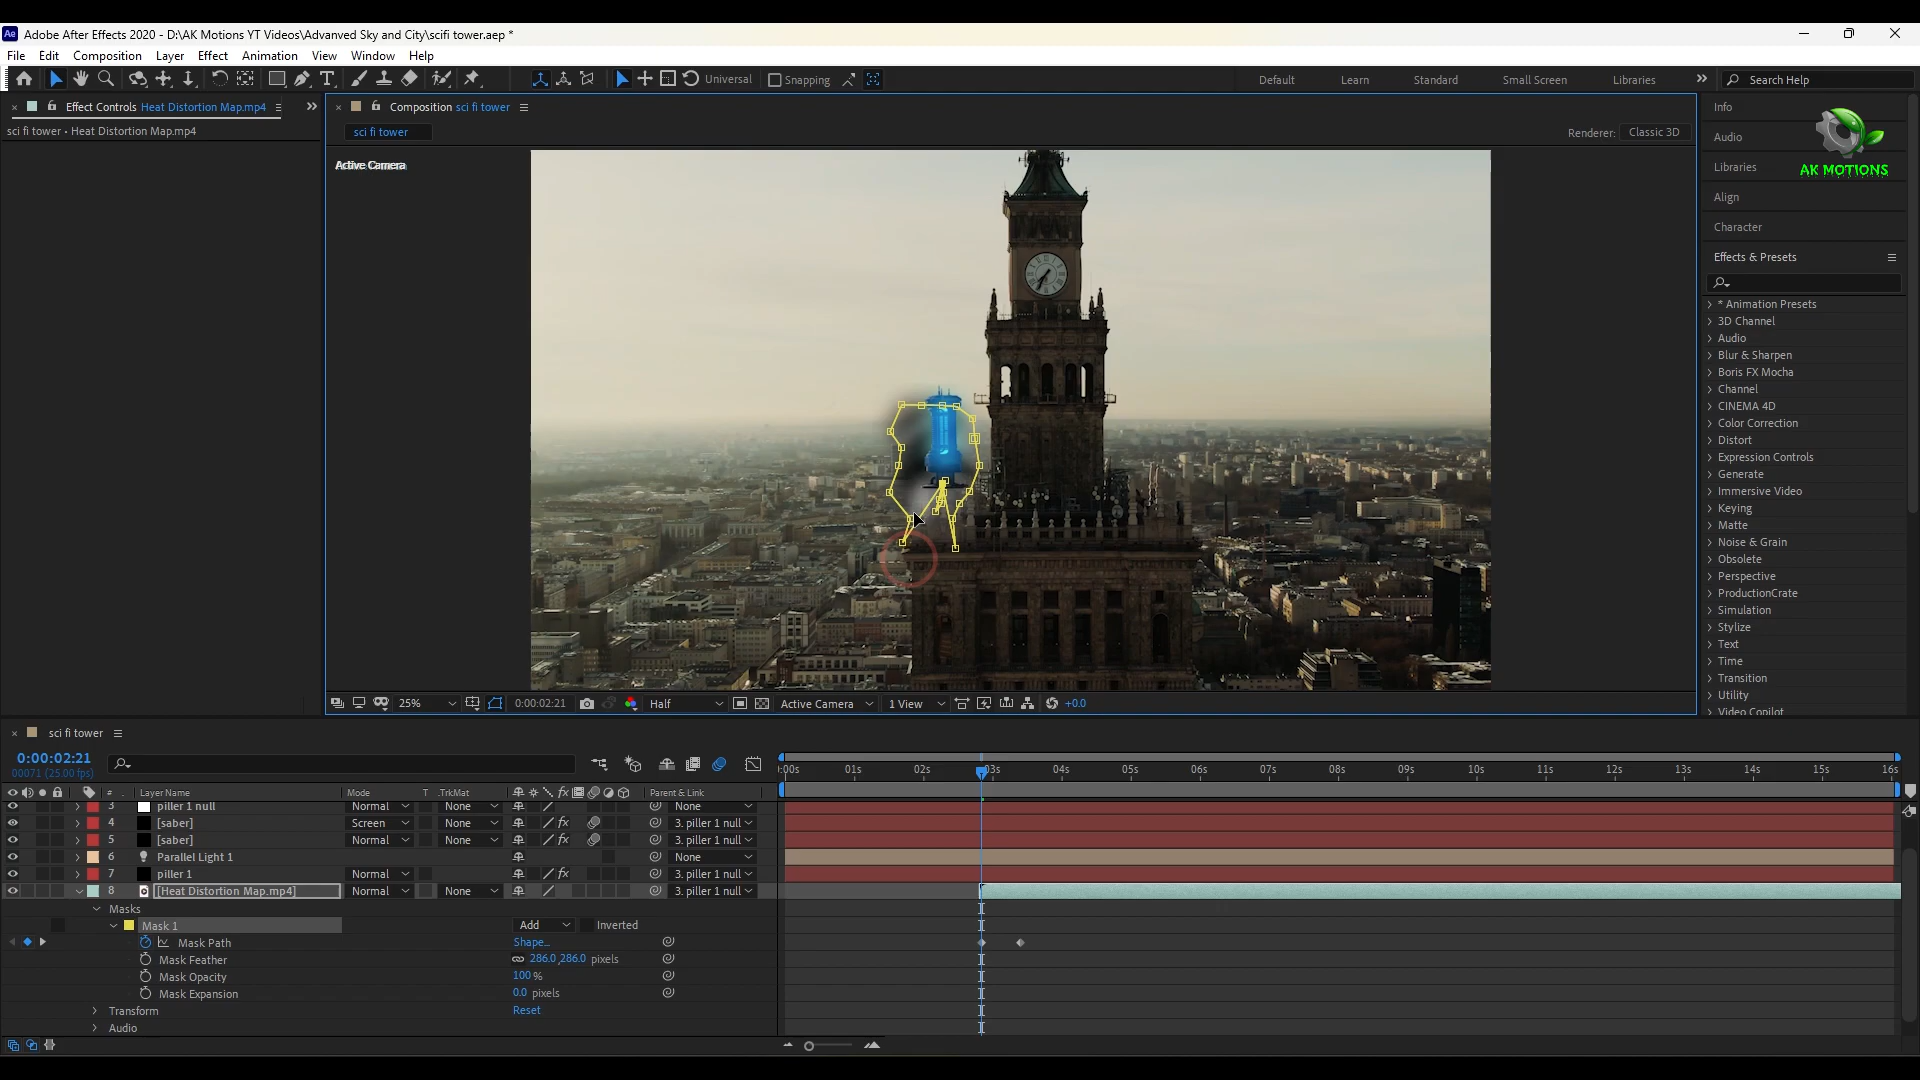 Ae Adobe After Effects 2020 - D:\AK Motions YT Videos\Advanved Sky and City\scifi tower.aep *
File Edit Composition Layer Effect Animation View Window Help
Universal Snapping Default Learn Standard Small Screen Libraries Search Help
Effect Controls Heat Distortion Map.mp4
Composition sci fi tower
sci fi tower • Heat Distortion Map.mp4
sci fi tower
Renderer: Classic 3D
Active Camera
Info
Audio
Libraries
AK MOTIONS
Align
Character
Effects & Presets
* Animation Presets
3D Channel
Audio
Blur & Sharpen
Boris FX Mocha
Channel
CINEMA 4D
Color Correction
Distort
Expression Controls
Generate
Immersive Video
Keying
Matte
Noise & Grain
Obsolete
Perspective
ProductionCrate
Simulation
Stylize
Text
Time
Transition
Utility
Video Copilot
25% 0:00:02:21 Half Active Camera 1 View +0.0
sci fi tower
0:00:02:21
00071 (25.00 fps)
:00s 01s 02s 03s 04s 05s 06s 07s 08s 09s 10s 11s 12s 13s 14s 15s 16s
# Layer Name Mode T .TrkMat Parent & Link
3 piller 1 null Normal None None
4 [saber] Screen None fx 3. piller 1 null
5 [saber] Normal None fx 3. piller 1 null
6 Parallel Light 1 None
7 piller 1 Normal None fx 3. piller 1 null
8 [Heat Distortion Map.mp4] Normal None 3. piller 1 null
Masks
Mask 1 Add Inverted
Mask Path Shape...
Mask Feather 286.0,286.0 pixels
Mask Opacity 100 %
Mask Expansion 0.0 pixels
Transform Reset
Audio